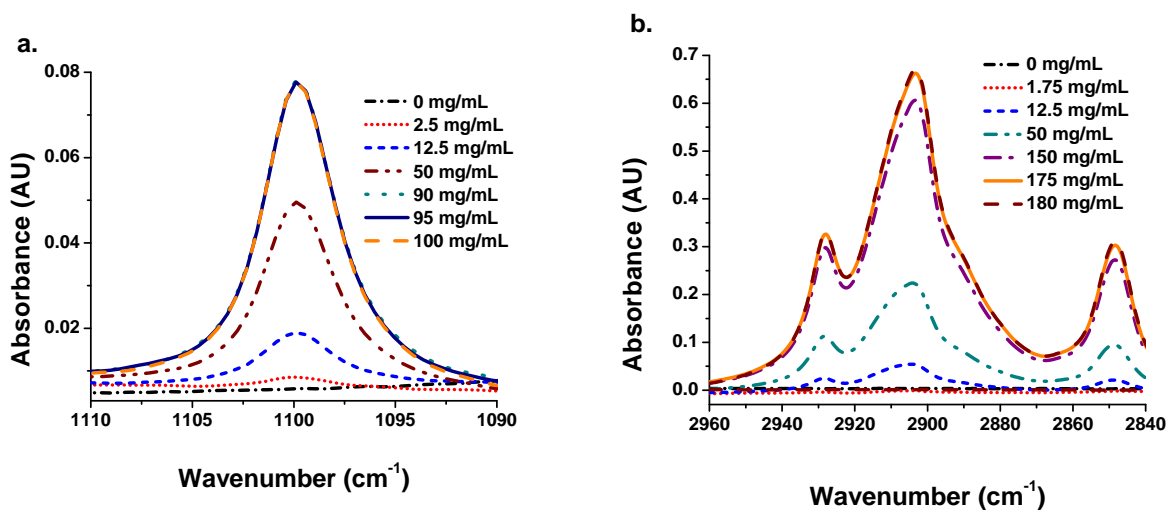 a.
0.08
0.06
0.04
0.02
Absorbance (AU)
1110
1105
1100
1095
1090
Wavenumber (cm⁻¹)
0 mg/mL
2.5 mg/mL
12.5 mg/mL
50 mg/mL
90 mg/mL
95 mg/mL
100 mg/mL
b.
0.7
0.6
0.5
0.4
0.3
0.2
0.1
0.0
Absorbance (AU)
2960
2940
2920
2900
2880
2860
2840
Wavenumber (cm⁻¹)
0 mg/mL
1.75 mg/mL
12.5 mg/mL
50 mg/mL
150 mg/mL
175 mg/mL
180 mg/mL